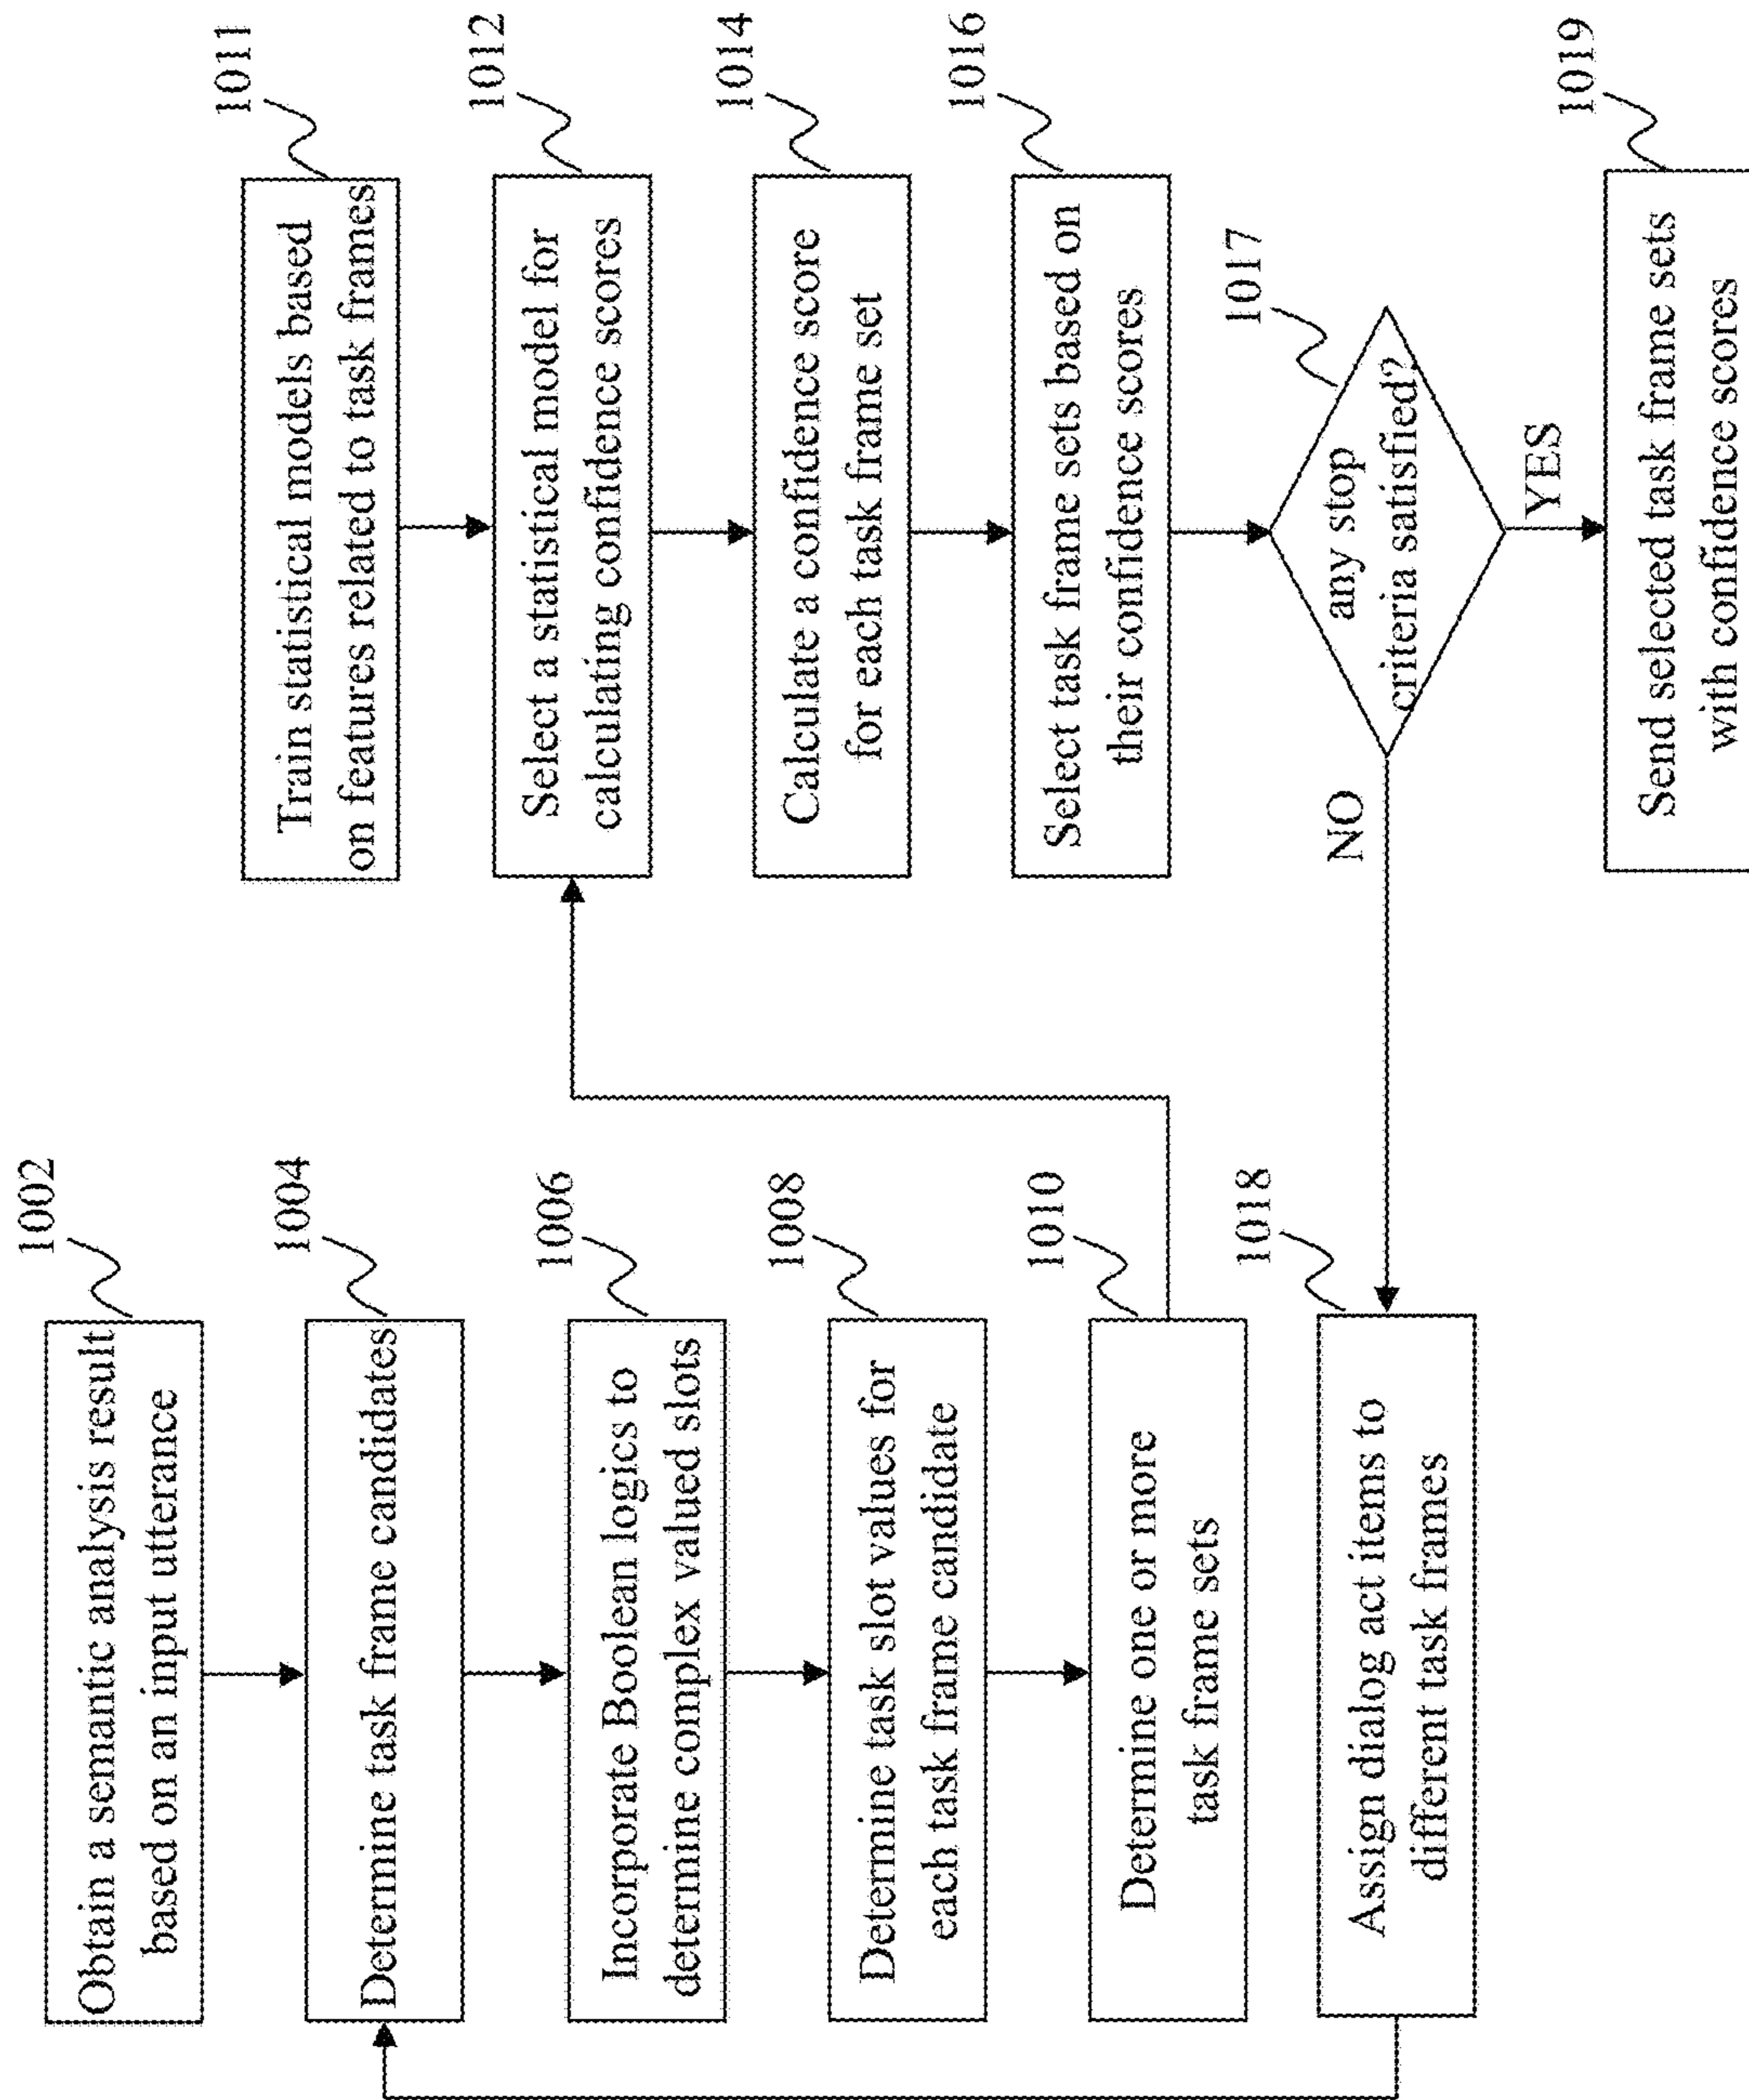 1002
Obtain a semantic analysis result
based on an input utterance
1004
Determine task frame candidates
1006
Incorporate Boolean logics to
determine complex valued slots
1008
Determine task slot values for
each task frame candidate
1010
Determine one or more
task frame sets
1018
Assign dialog act items to
different task frames
1011
Train statistical models based
on features related to task frames
1012
Select a statistical model for
calculating confidence scores
1014
Calculate a confidence score
for each task frame set
1016
Select task frame sets based on
their confidence scores
1017
any stop
criteria satisfied?
NO
YES
1019
Send selected task frame sets
with confidence scores